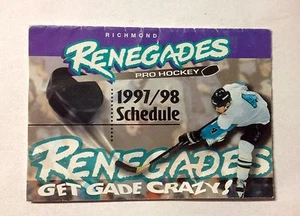 RICHMOND
RENEGADES
PRO HOCKEY
1997/98
Schedule
RENEGADES
GET GADE CRAZY!